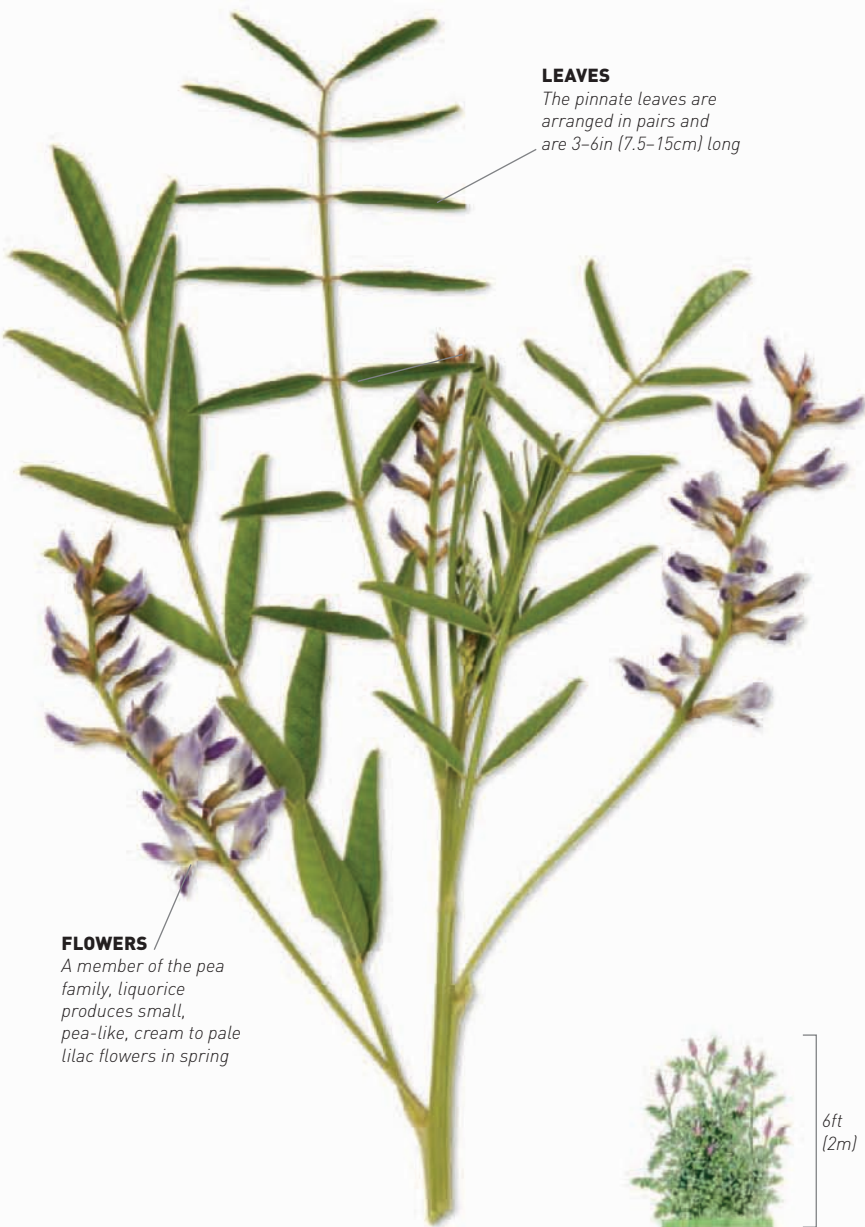 LEAVES
The pinnate leaves are
arranged in pairs and
are 3–6in (7.5–15cm) long
FLOWERS
A member of the pea
family, liquorice
produces small,
pea-like, cream to pale
lilac flowers in spring
6ft
(2m)